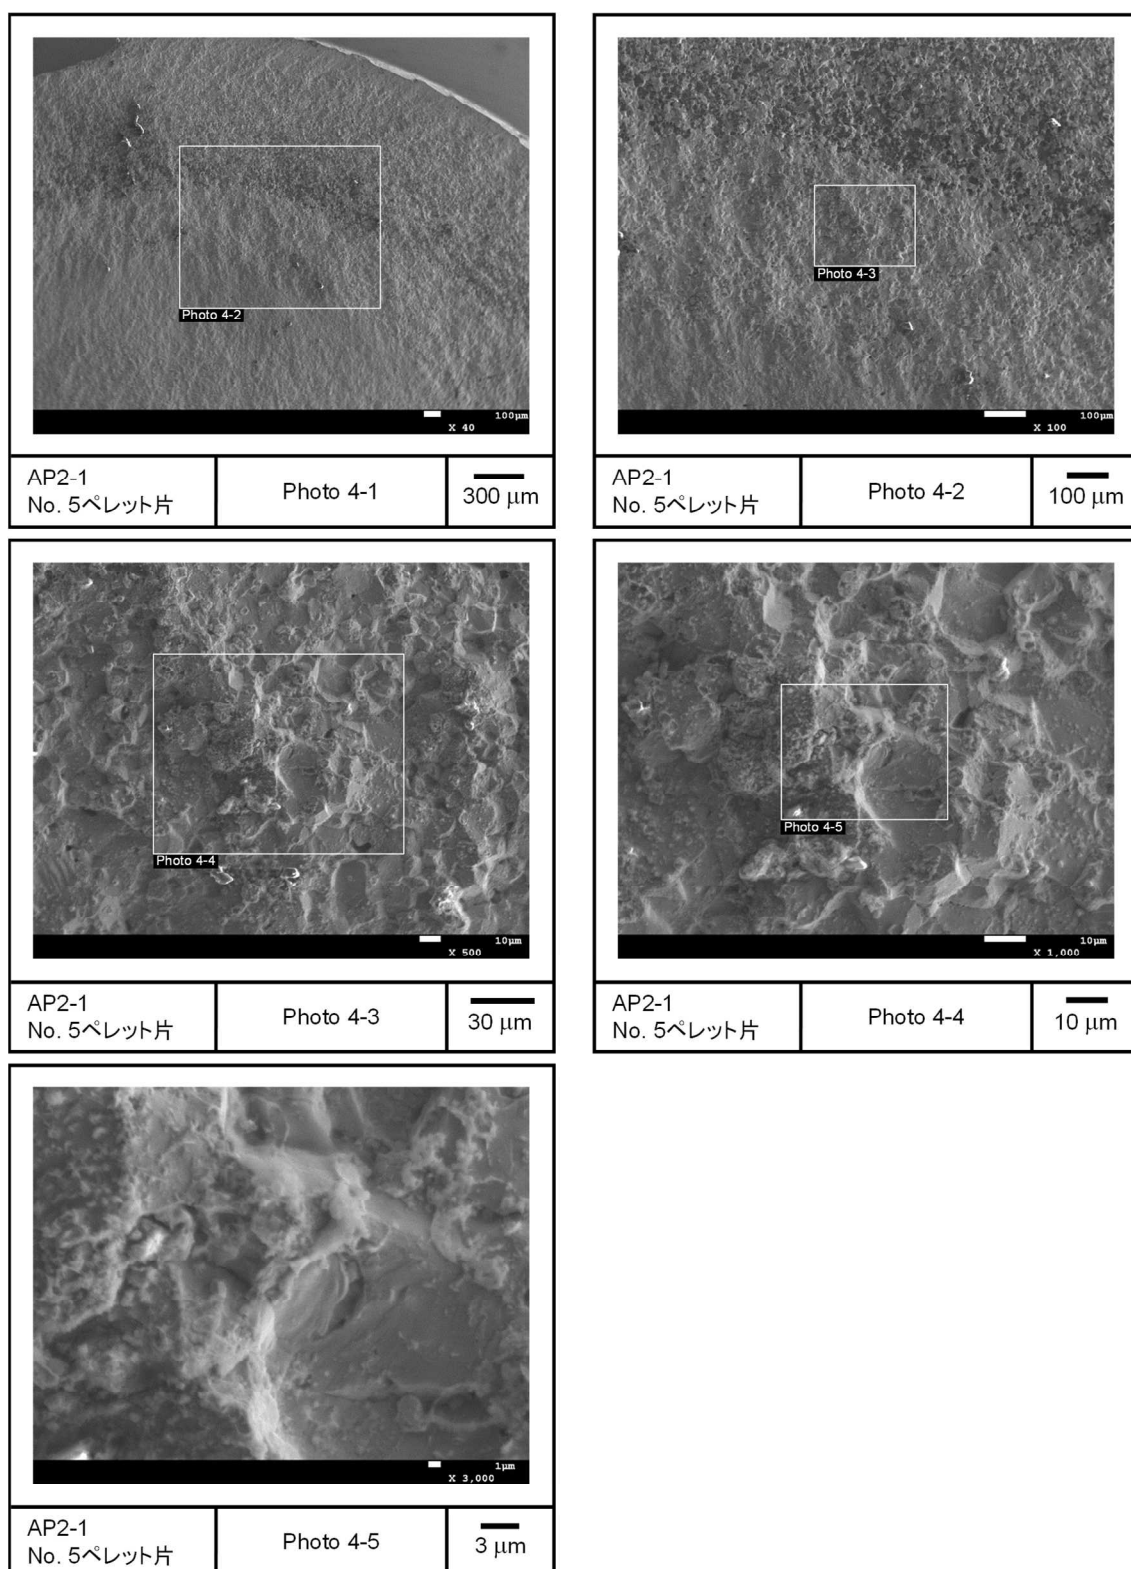 Photo 4-2
100μm
X 40
AP2-1
No. 5ペレット片
Photo 4-1
300 μm
Photo 4-3
100μm
X 100
AP2-1
No. 5ペレット片
Photo 4-2
100 μm
Photo 4-4
10μm
X 500
AP2-1
No. 5ペレット片
Photo 4-3
30 μm
Photo 4-5
10μm
X 1,000
AP2-1
No. 5ペレット片
Photo 4-4
10 μm
1μm
X 3,000
AP2-1
No. 5ペレット片
Photo 4-5
3 μm